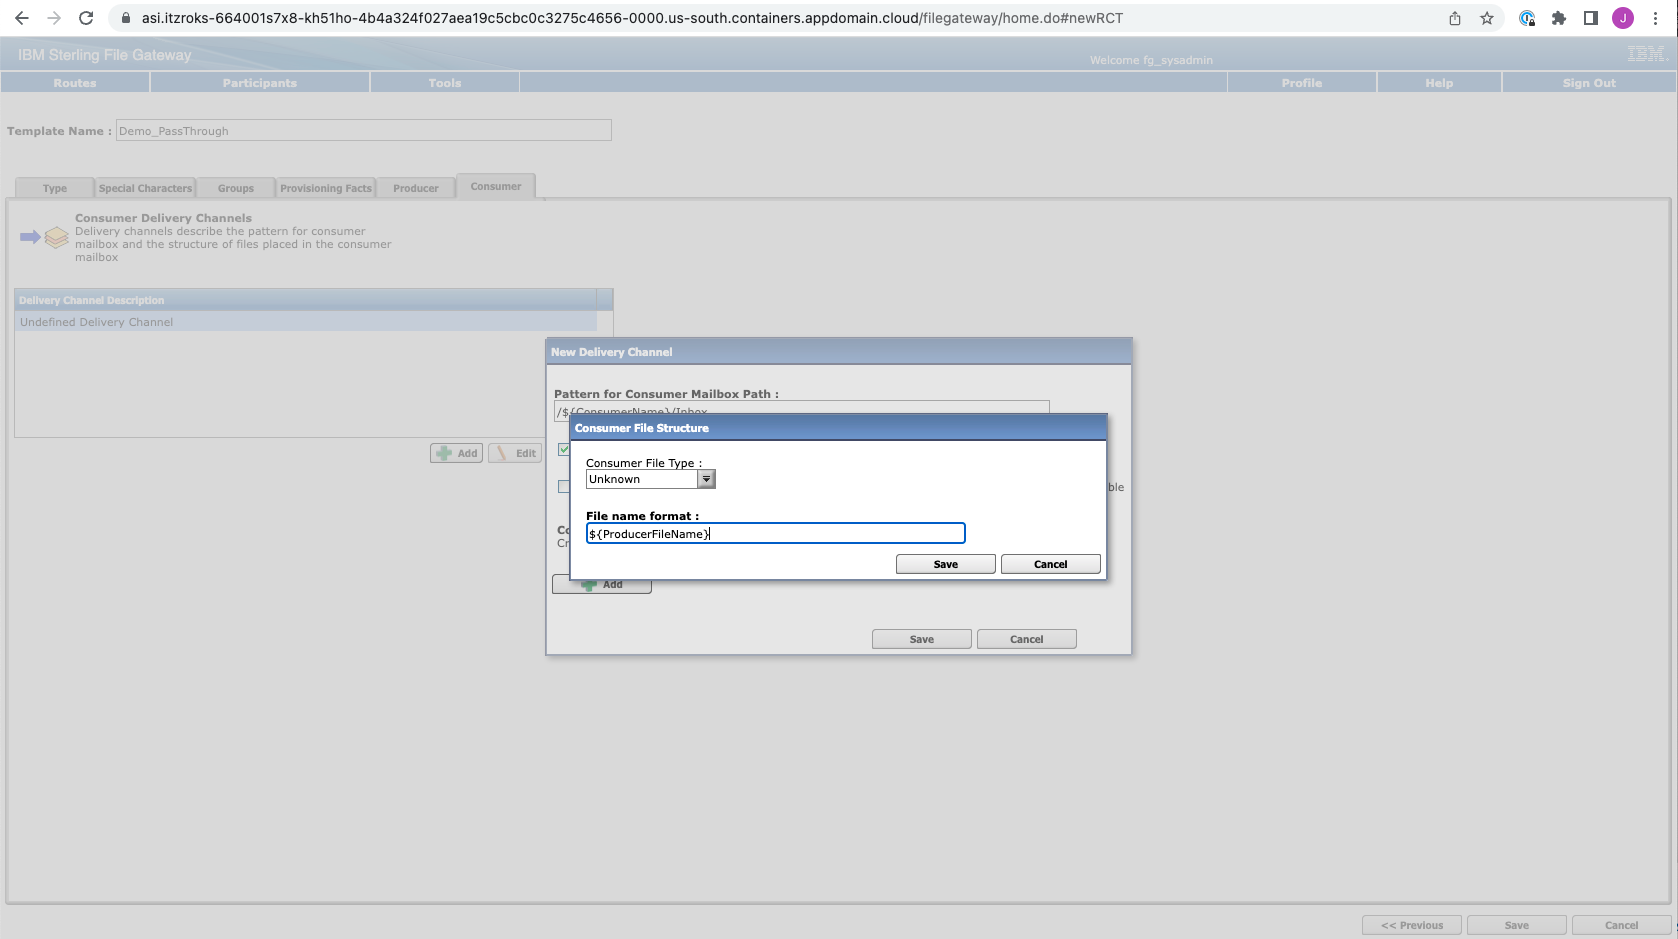 asi.itzroks-664001s7x8-kh51ho-4b4a324f027aea19c5cbc0c3275c4656-0000.us-south.containers.appdomain.cloud/filegateway/home.do#newRCT
J
IBM Sterling File Gateway
Welcome fg_sysadmin
IBM.
Routes
Participants
Tools
Profile
Help
Sign Out
Template Name :
Demo_PassThrough
Type
Special Characters
Groups
Provisioning Facts
Producer
Consumer
Consumer Delivery Channels
Delivery channels describe the pattern for consumer
mailbox and the structure of files placed in the consumer
mailbox
Delivery Channel Description
Undefined Delivery Channel
Add
Edit
New Delivery Channel
Pattern for Consumer Mailbox Path :
/${ConsumerName}/Inbox
Consumer File Structure
Consumer File Type :
Unknown
ble
File name format :
${ProducerFileName}
Co
Cr
Save
Cancel
Add
Save
Cancel
<< Previous
Save
Cancel